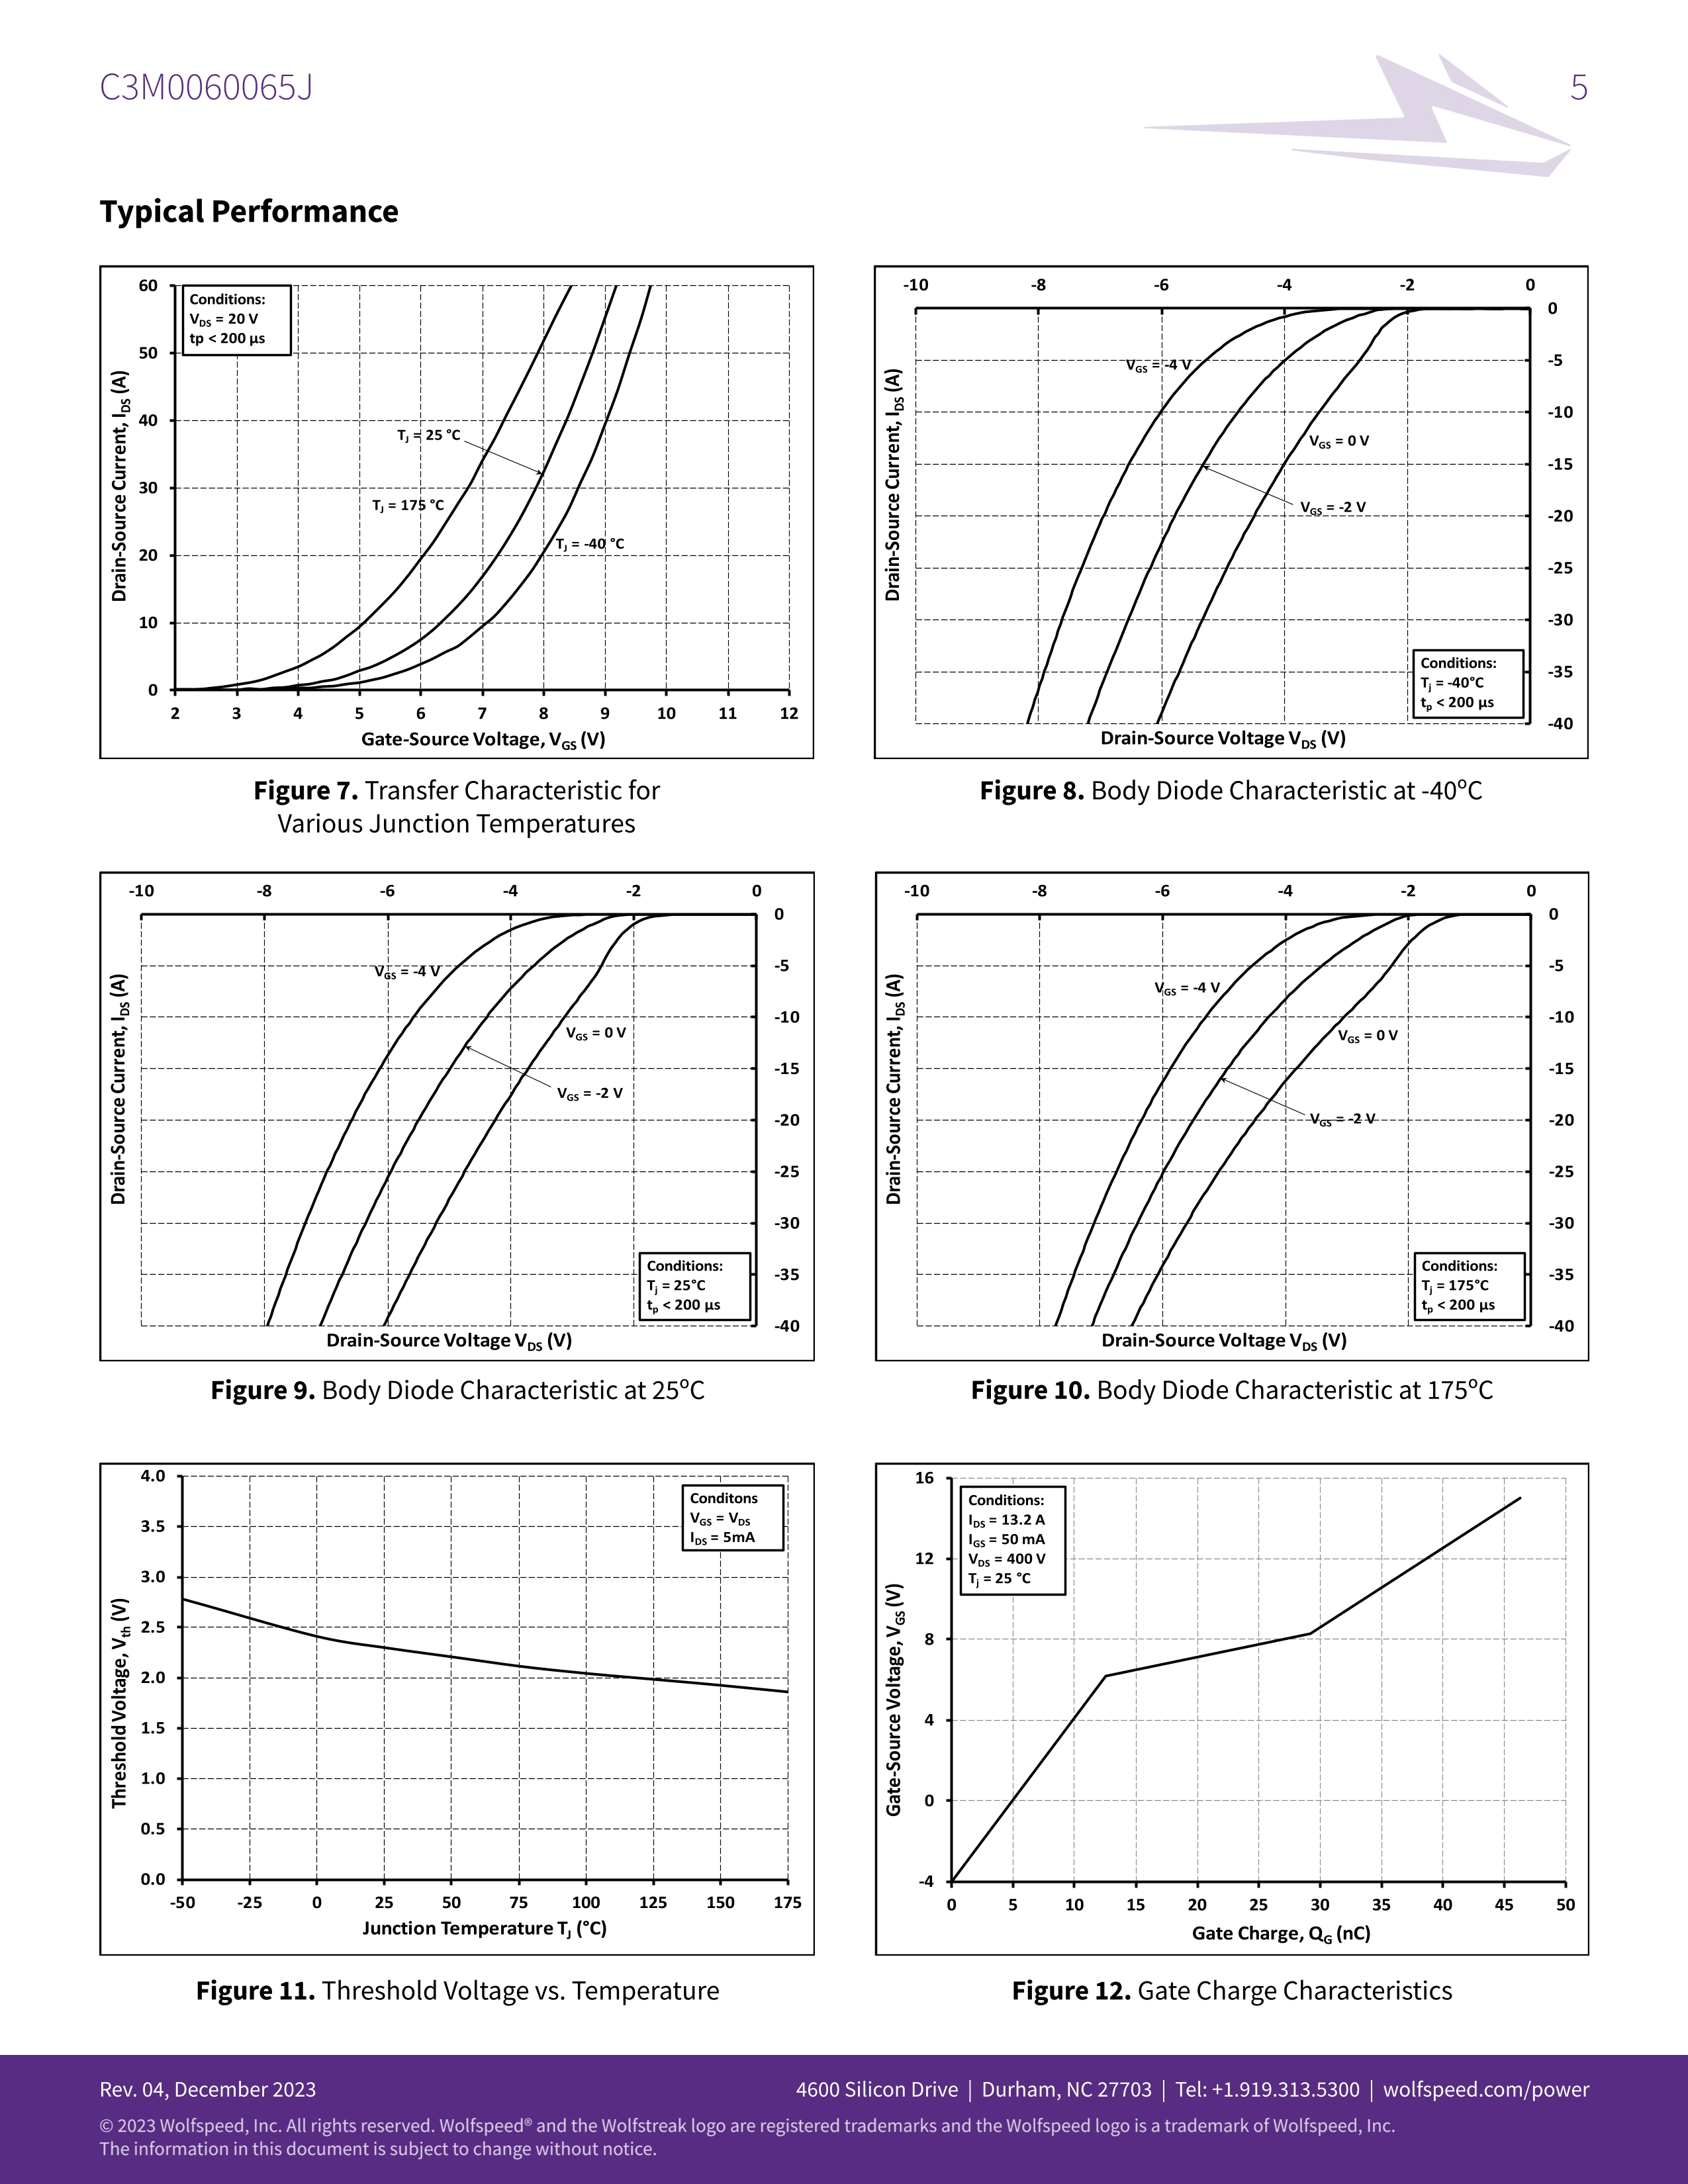 C3M0060065J
5
Typical Performance
60
50
40
30
20
10
0
2 3 4 5 6 7 8 9 10 11 12
Drain-Source Current, IDS (A)
Gate-Source Voltage, VGS (V)
Conditions:
VDS = 20 V
tp < 200 µs
TJ = 25 °C
TJ = 175 °C
TJ = -40 °C
Figure 7. Transfer Characteristic for
Various Junction Temperatures
-10 -8 -6 -4 -2 0
0
-5
-10
-15
-20
-25
-30
-35
-40
Drain-Source Current, IDS (A)
Drain-Source Voltage VDS (V)
VGS = -4 V
VGS = 0 V
VGS = -2 V
Conditions:
Tj = -40°C
tp < 200 µs
Figure 8. Body Diode Characteristic at -40ºC
-10 -8 -6 -4 -2 0
0
-5
-10
-15
-20
-25
-30
-35
-40
Drain-Source Current, IDS (A)
Drain-Source Voltage VDS (V)
VGS = -4 V
VGS = 0 V
VGS = -2 V
Conditions:
Tj = 25°C
tp < 200 µs
Figure 9. Body Diode Characteristic at 25ºC
-10 -8 -6 -4 -2 0
0
-5
-10
-15
-20
-25
-30
-35
-40
Drain-Source Current, IDS (A)
Drain-Source Voltage VDS (V)
VGS = -4 V
VGS = 0 V
VGS = -2 V
Conditions:
Tj = 175°C
tp < 200 µs
Figure 10. Body Diode Characteristic at 175ºC
4.0
3.5
3.0
2.5
2.0
1.5
1.0
0.5
0.0
-50 -25 0 25 50 75 100 125 150 175
Threshold Voltage, Vth (V)
Junction Temperature TJ (°C)
Conditons
VGS = VDS
IDS = 5mA
Figure 11. Threshold Voltage vs. Temperature
16
12
8
4
0
-4
0 5 10 15 20 25 30 35 40 45 50
Gate-Source Voltage, VGS (V)
Gate Charge, QG (nC)
Conditions:
IDS = 13.2 A
IGS = 50 mA
VDS = 400 V
Tj = 25 °C
Figure 12. Gate Charge Characteristics
Rev. 04, December 2023
4600 Silicon Drive | Durham, NC 27703 | Tel: +1.919.313.5300 | wolfspeed.com/power
© 2023 Wolfspeed, Inc. All rights reserved. Wolfspeed® and the Wolfstreak logo are registered trademarks and the Wolfspeed logo is a trademark of Wolfspeed, Inc.
The information in this document is subject to change without notice.